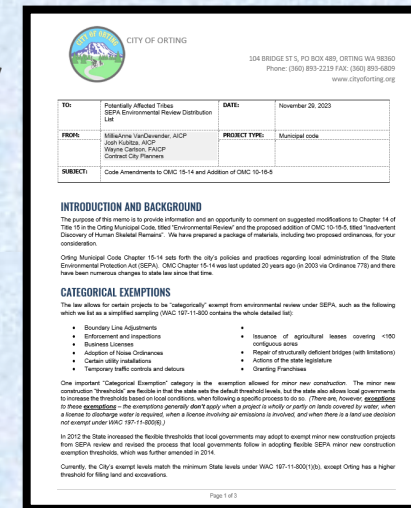 CITY OF ORTING
CITY OF ORTING
104 BRIDGE ST S, PO BOX 489, ORTING WA 98360
Phone: (360) 893-2219 FAX: (360) 893-6809
www.cityoforting.org
TO: Potentially Affected Tribes DATE: November 29, 2023
SEPA Environmental Review Distribution
List
FROM: MillieAnne VanDevender, AICP PROJECT TYPE: Municipal code
Josh Kubitza, AICP
Wayne Carlson, FAICP
Contract City Planners
SUBJECT: Code Amendments to OMC 15-14 and Addition of OMC 10-16-5
INTRODUCTION AND BACKGROUND
The purpose of this memo is to provide information and an opportunity to comment on suggested modifications to Chapter 14 of
Title 15 in the Orting Municipal Code, titled "Environmental Review" and the proposed addition of OMC 10-16-5, titled "Inadvertent
Discovery of Human Skeletal Remains". We have prepared a package of materials, including two proposed ordinances, for your
consideration.
Orting Municipal Code Chapter 15-14 sets forth the city's policies and practices regarding local administration of the State
Environmental Protection Act (SEPA). OMC Chapter 15-14 was last updated 20 years ago (in 2003 via Ordinance 778) and there
have been numerous changes to state law since that time.
CATEGORICAL EXEMPTIONS
The law allows for certain projects to be "categorically" exempt from environmental review under SEPA, such as the following
which we list as a simplified sampling (WAC 197-11-800 contains the whole detailed list):
• Boundary Line Adjustments
• Enforcement and inspections
• Business Licenses
• Adoption of Noise Ordinances
• Certain utility installations
• Temporary traffic controls and detours
•
• Issuance of agricultural leases covering <160
contiguous acres
• Repair of structurally deficient bridges (with limitations)
• Actions of the state legislature
• Granting Franchises
One important "Categorical Exemption" category is the exemption allowed for minor new construction. The minor new
construction "thresholds" are flexible in that the state sets the default threshold levels, but the state also allows local governments
to increase the thresholds based on local conditions, when following a specific process to do so. (There are, however, exceptions
to these exemptions – the exemptions generally don't apply when a project is wholly or partly on lands covered by water, when
a license to discharge water is required, when a license involving air emissions is involved, and when there is a land use decision
not exempt under WAC 197-11-800(6).)
In 2012 the State increased the flexible thresholds that local governments may adopt to exempt minor new construction projects
from SEPA review and revised the process that local governments follow in adopting flexible SEPA minor new construction
exemption thresholds, which was further amended in 2014.
Currently, the City's exempt levels match the minimum State levels under WAC 197-11-800(1)(b), except Orting has a higher
threshold for filling land and excavations.
Page 1 of 3